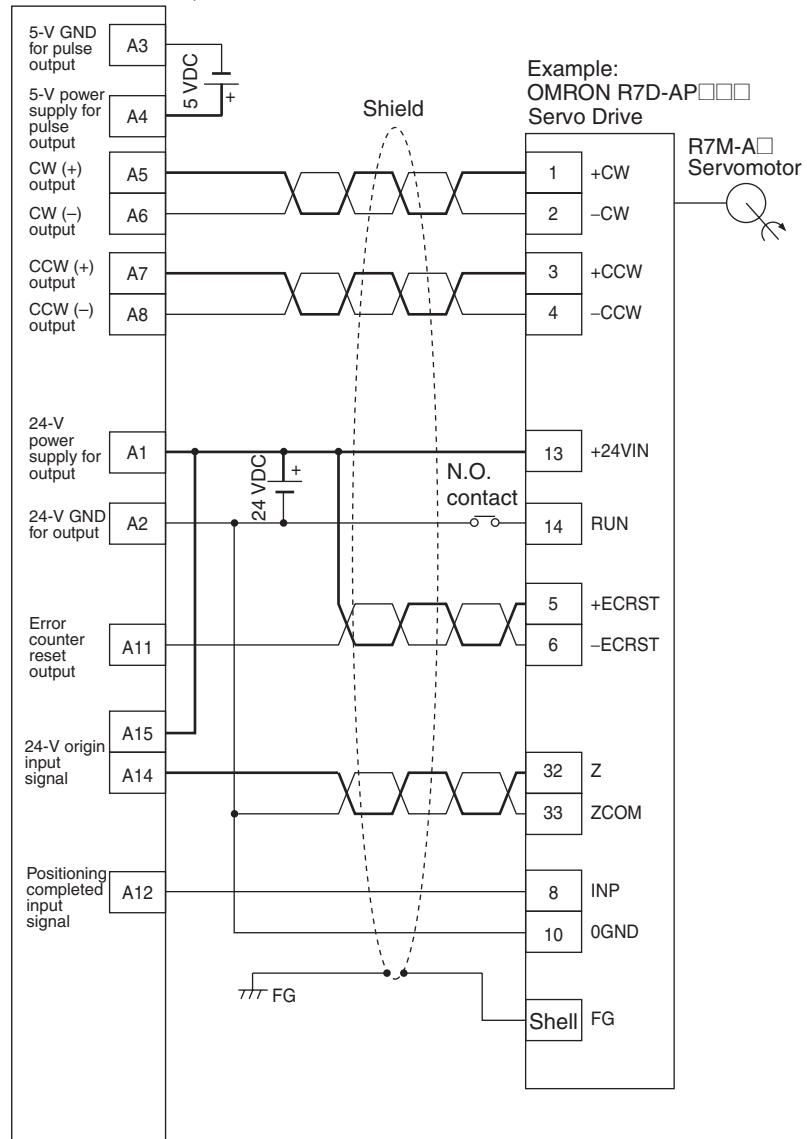 5-V GND
for pulse
output
A3
5 VDC
+
5-V power
supply for
pulse
output
A4
CW (+)
output
A5
CW (–)
output
A6
CCW (+)
output
A7
CCW (–)
output
A8
24-V
power
supply for
output
A1
24 VDC
+
24-V GND
for output
A2
Error
counter
reset
output
A11
A15
24-V origin
input
signal
A14
Positioning
completed
input
signal
A12
Shield
N.O.
contact
FG
Example:
OMRON R7D-AP□□□
Servo Drive
R7M-A□
Servomotor
1 +CW
2 –CW
3 +CCW
4 –CCW
13 +24VIN
14 RUN
5 +ECRST
6 –ECRST
32 Z
33 ZCOM
8 INP
10 0GND
Shell FG